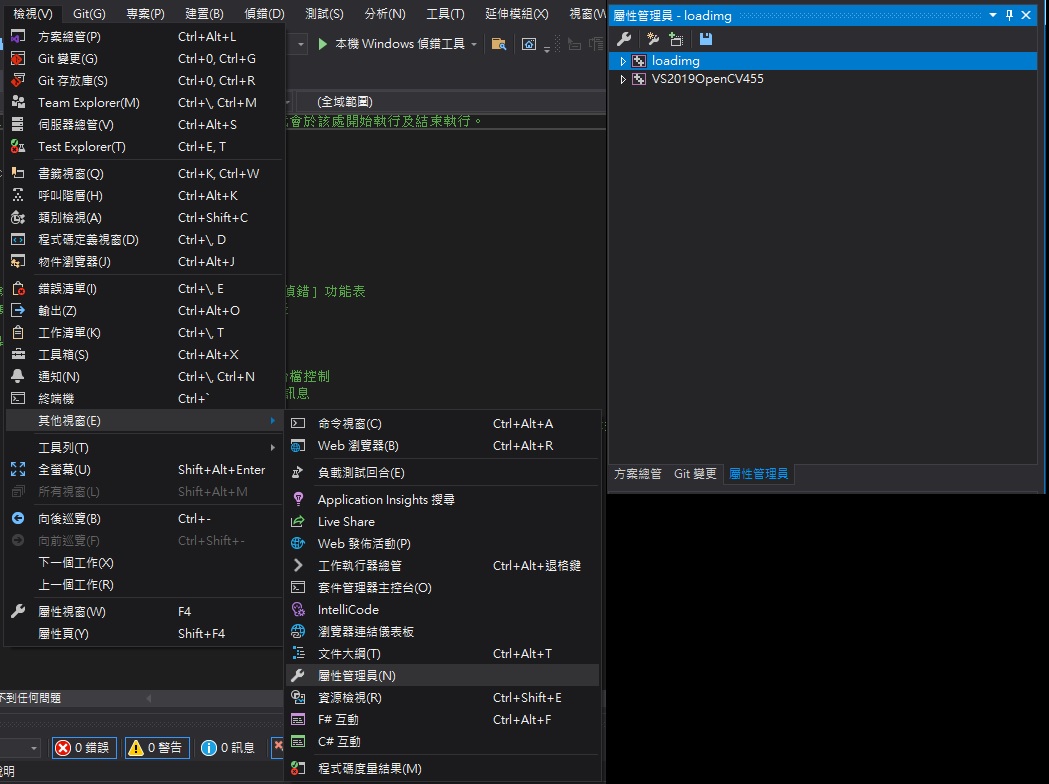 檢視(V) Git(G) 專案(P) 建置(B) 偵錯(D) 測試(S) 分析(N) 工具(T) 延伸模組(X) 視窗(W
本機 Windows 偵錯工具
(全域範圍)
會於該處開始執行及結束執行。
偵錯] 功能表
檔控制
訊息
方案總管(P) Ctrl+Alt+L
Git 變更(G) Ctrl+0, Ctrl+G
Git 存放庫(S) Ctrl+0, Ctrl+R
Team Explorer(M) Ctrl+\, Ctrl+M
伺服器總管(V) Ctrl+Alt+S
Test Explorer(T) Ctrl+E, T
書籤視窗(Q) Ctrl+K, Ctrl+W
呼叫階層(H) Ctrl+Alt+K
類別檢視(A) Ctrl+Shift+C
程式碼定義視窗(D) Ctrl+\, D
物件瀏覽器(J) Ctrl+Alt+J
錯誤清單(I) Ctrl+\, E
輸出(Z) Ctrl+Alt+O
工作清單(K) Ctrl+\, T
工具箱(S) Ctrl+Alt+X
通知(N) Ctrl+\, Ctrl+N
終端機 Ctrl+`
其他視窗(E)
工具列(T)
全螢幕(U) Shift+Alt+Enter
所有視窗(L) Shift+Alt+M
向後巡覽(B) Ctrl+-
向前巡覽(F) Ctrl+Shift+-
下一個工作(X)
上一個工作(R)
屬性視窗(W) F4
屬性頁(Y) Shift+F4
命令視窗(C) Ctrl+Alt+A
Web 瀏覽器(B) Ctrl+Alt+R
負載測試回合(E)
Application Insights 搜尋
Live Share
Web 發佈活動(P)
工作執行器總管 Ctrl+Alt+退格鍵
套件管理器主控台(O)
IntelliCode
瀏覽器連結儀表板
文件大綱(T) Ctrl+Alt+T
屬性管理員(N)
資源檢視(R) Ctrl+Shift+E
F# 互動 Ctrl+Alt+F
C# 互動
程式碼度量結果(M)
不到任何問題
0 錯誤 0 警告 0 訊息
說明
屬性管理員 - loadimg
loadimg
VS2019OpenCV455
方案總管 Git 變更 屬性管理員